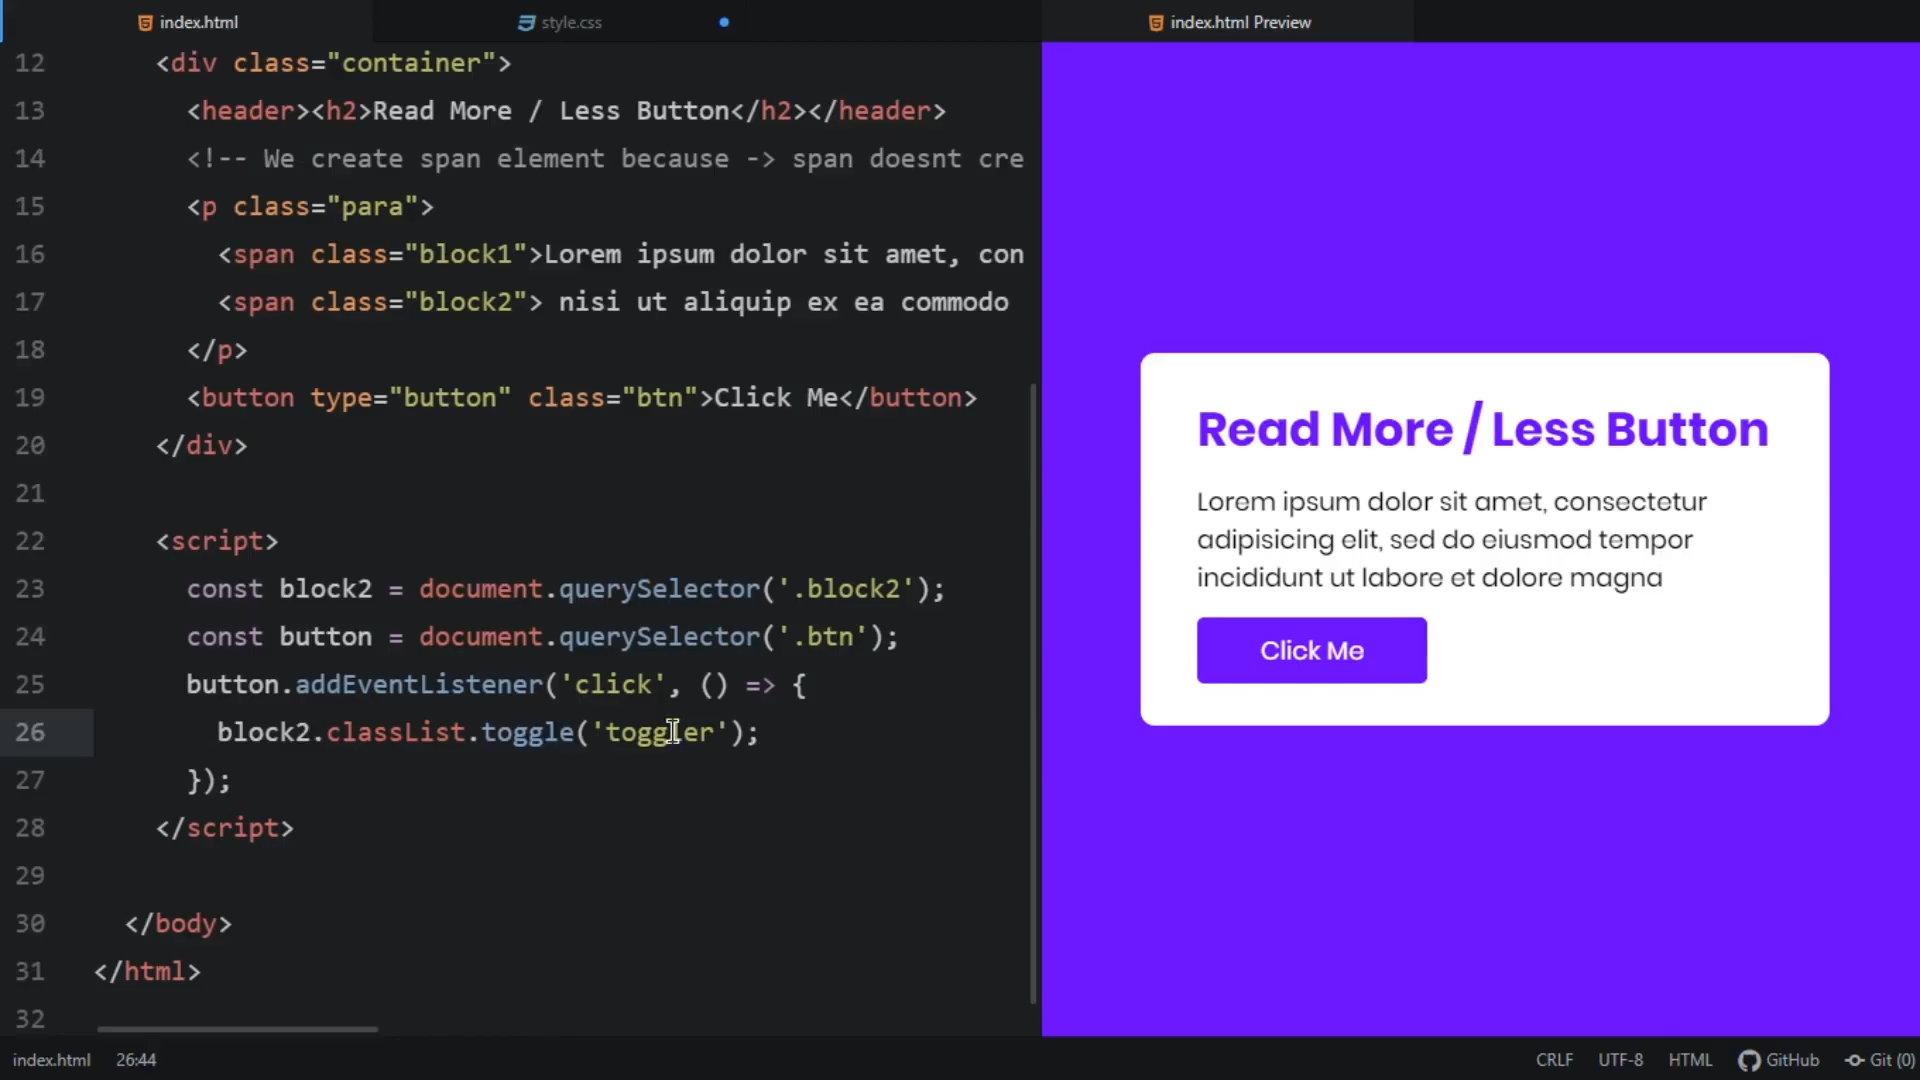 index.html
style.css
index.html Preview
12 <div class="container">
13 <header><h2>Read More / Less Button</h2></header>
14 <!-- We create span element because -> span doesnt cre
15 <p class="para">
16 <span class="block1">Lorem ipsum dolor sit amet, con
17 <span class="block2"> nisi ut aliquip ex ea commodo
18 </p>
19 <button type="button" class="btn">Click Me</button>
20 </div>
21
22 <script>
23 const block2 = document.querySelector('.block2');
24 const button = document.querySelector('.btn');
25 button.addEventListener('click', () => {
26 block2.classList.toggle('toggler');
27 });
28 </script>
29
30 </body>
31 </html>
32
Read More / Less Button
Lorem ipsum dolor sit amet, consectetur
adipisicing elit, sed do eiusmod tempor
incididunt ut labore et dolore magna
Click Me
index.html 26:44 CRLF UTF-8 HTML GitHub Git (0)